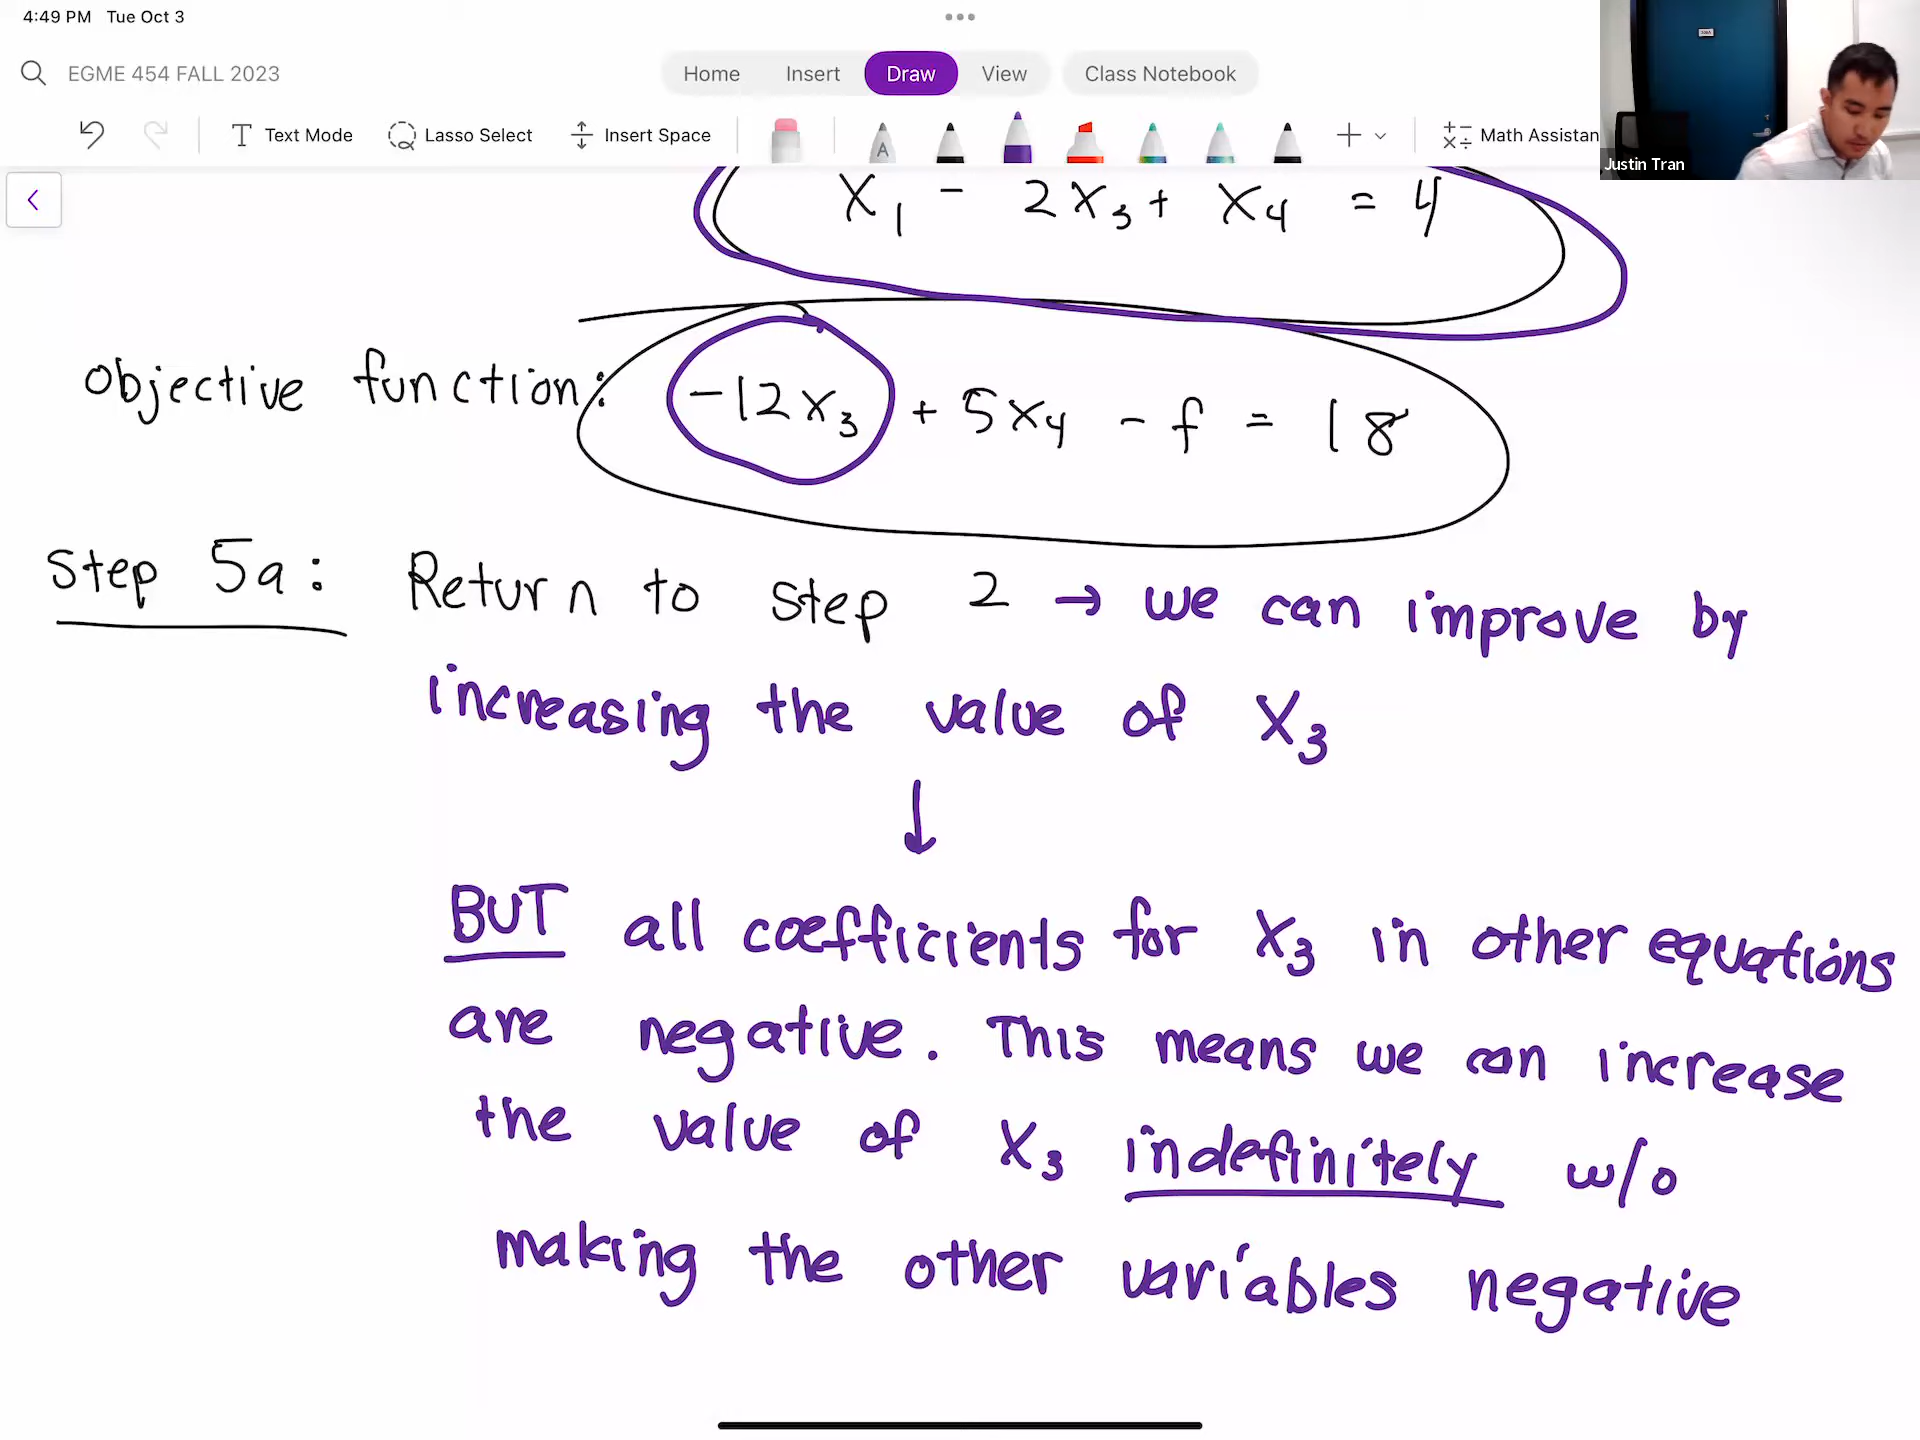 4:49 PM Tue Oct 3
EGME 454 FALL 2023
Home Insert Draw View Class Notebook
Text Mode Lasso Select Insert Space A Math Assistan
Justin Tran
X₁ - 2X₃ + X₄ = 4
Objective function: -12X₃ + 5X₄ - f = 18
Step 5a: Return to step 2 → we can improve by
increasing the value of X₃
↓
BUT all coefficients for X₃ in other equations
are negative. This means we can increase
the value of X₃ indefinitely w/o
making the other variables negative